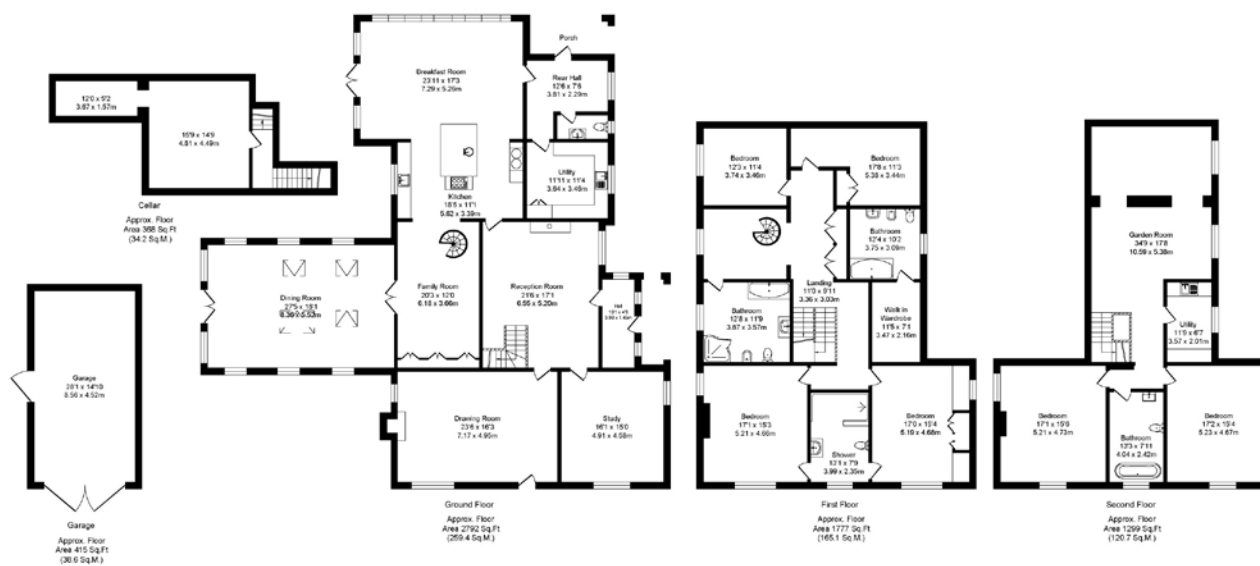 12'0 x 5'2
3.67 x 1.57m
15'9 x 14'9
4.81 x 4.49m
Cellar
Approx. Floor
Area 368 Sq.Ft
(34.2 Sq.M.)
Garage
28'1 x 14'10
8.56 x 4.52m
Garage
Approx. Floor
Area 415 Sq.Ft
(38.6 Sq.M.)
Porch
Breakfast Room
23'11 x 17'3
7.29 x 5.26m
Rear Hall
12'6 x 7'6
3.81 x 2.29m
Utility
11'11 x 11'4
3.64 x 3.46m
Kitchen
18'5 x 11'1
5.62 x 3.39m
Dining Room
27'5 x 18'1
Family Room
20'3 x 12'0
6.18 x 3.66m
Reception Room
21'6 x 17'1
6.55 x 5.20m
Hall
Drawing Room
23'6 x 16'3
7.17 x 4.95m
Study
16'1 x 15'0
4.91 x 4.58m
Ground Floor
Approx. Floor
Area 2792 Sq.Ft
(259.4 Sq.M.)
Bedroom
12'3 x 11'4
3.74 x 3.46m
Bedroom
17'8 x 11'3
5.38 x 3.44m
Bathroom
12'4 x 10'2
3.75 x 3.09m
Landing
11'0 x 9'11
3.36 x 3.03m
Bathroom
12'8 x 11'9
3.87 x 3.57m
Walk in
Wardrobe
11'5 x 7'1
3.47 x 2.16m
Bedroom
17'1 x 15'3
5.21 x 4.66m
Shower
13'1 x 7'9
3.99 x 2.35m
Bedroom
17'0 x 15'4
5.19 x 4.68m
First Floor
Approx. Floor
Area 1777 Sq.Ft
(165.1 Sq.M.)
Garden Room
34'9 x 17'8
10.59 x 5.38m
Utility
11'9 x 6'7
3.57 x 2.01m
Bedroom
17'1 x 15'6
5.21 x 4.73m
Bathroom
13'3 x 7'11
4.04 x 2.42m
Bedroom
17'2 x 15'4
5.23 x 4.67m
Second Floor
Approx. Floor
Area 1299 Sq.Ft
(120.7 Sq.M.)